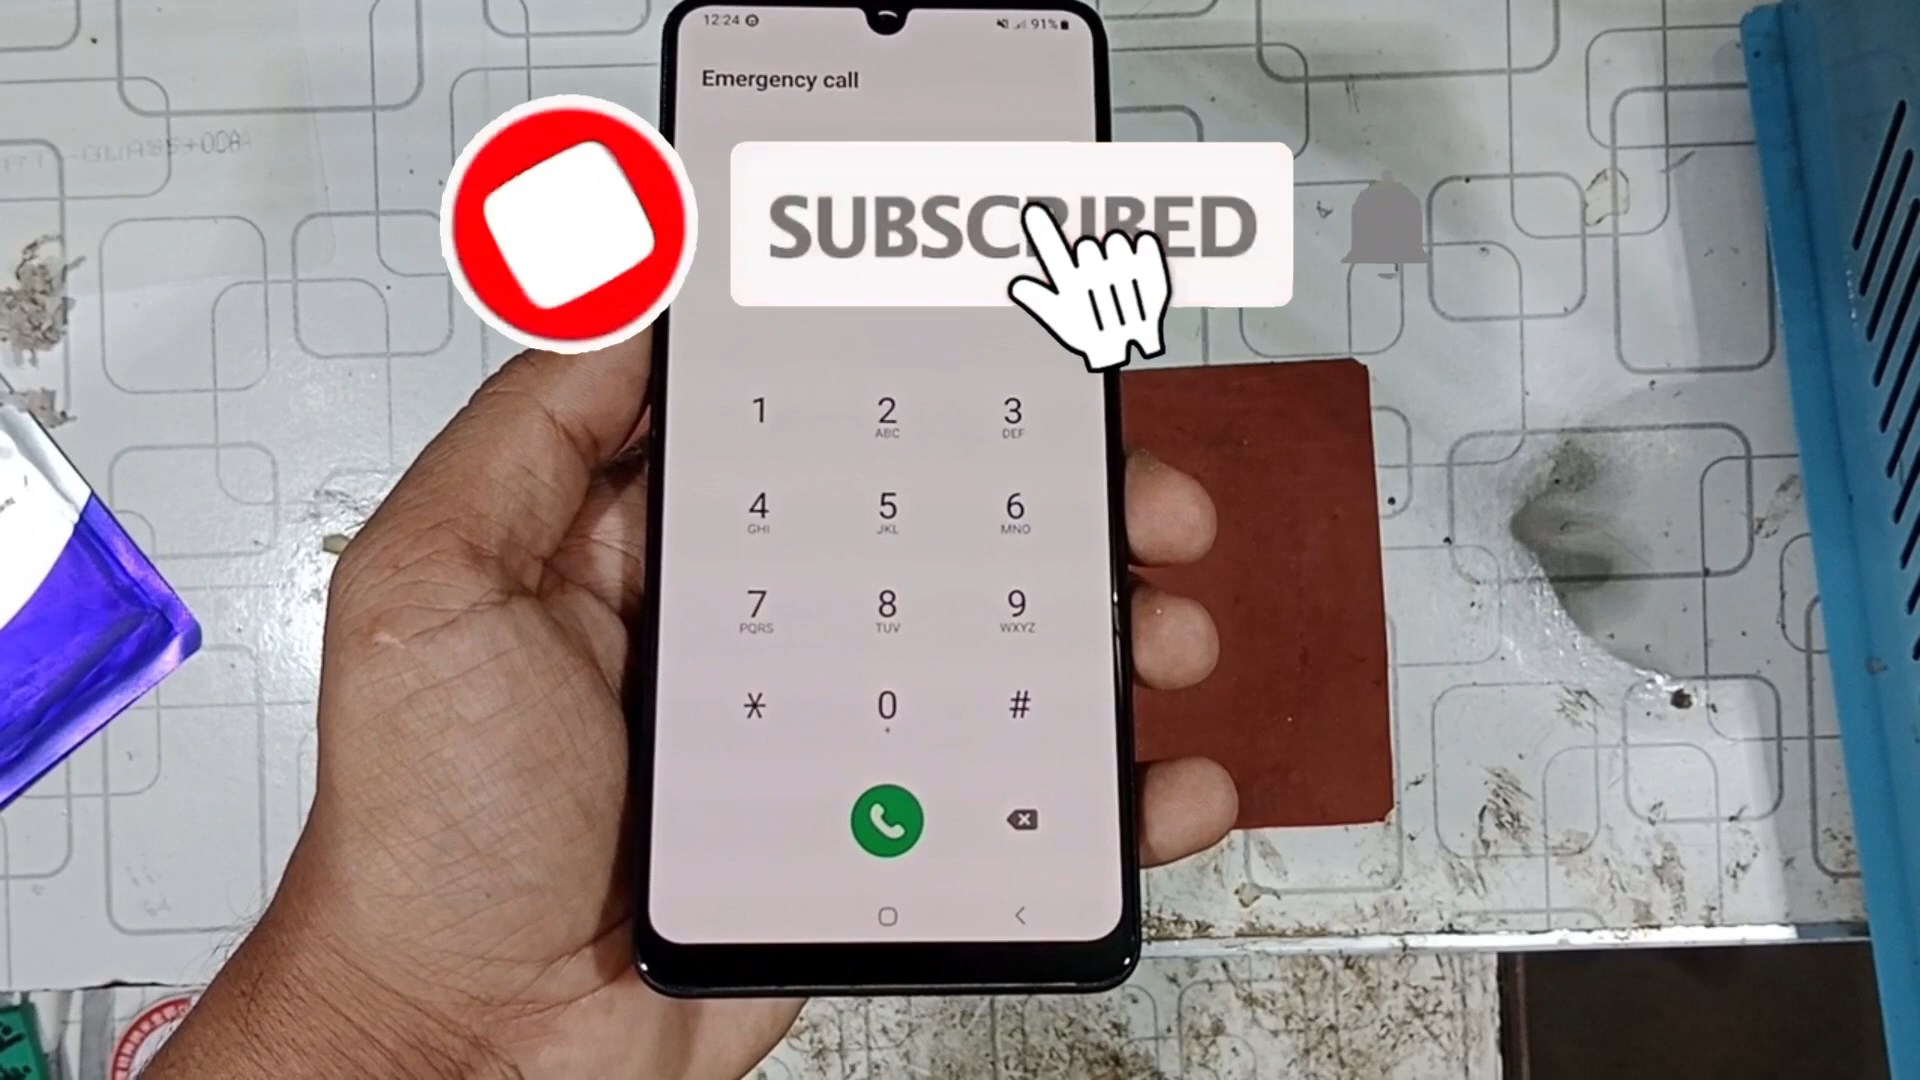 12:24
91%
Emergency call
SUBSCRIBED
1 2 3
ABC DEF
4 5 6
GHI JKL MNO
7 8 9
PQRS TUV WXYZ
* 0 #
+